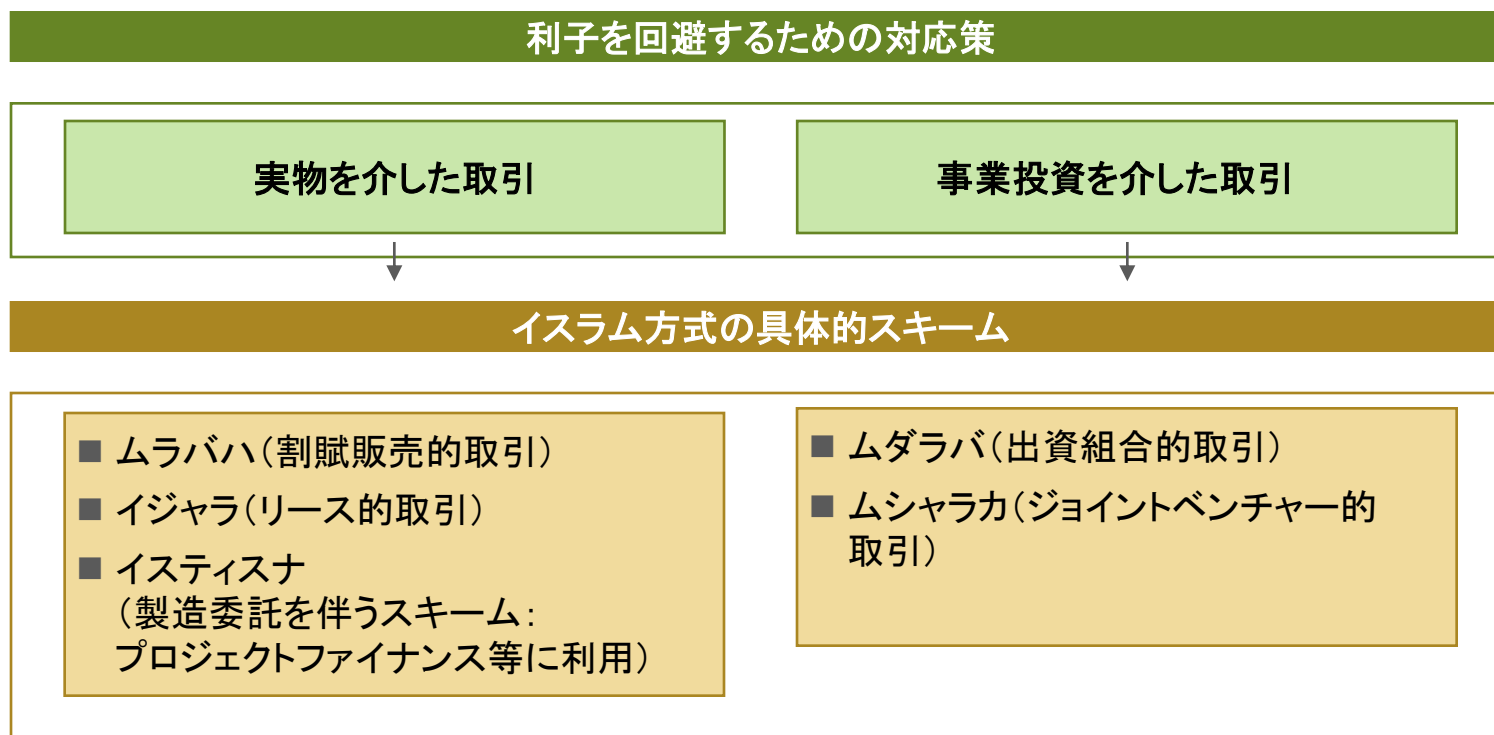 利子を回避するための対応策
実物を介した取引
事業投資を介した取引
イスラム方式の具体的スキーム
■ ムラバハ（割賦販売的取引）
■ イジャラ（リース的取引）
■ イスティスナ
（製造委託を伴うスキーム：
プロジェクトファイナンス等に利用）
■ ムダラバ（出資組合的取引）
■ ムシャラカ（ジョイントベンチャー的
取引）